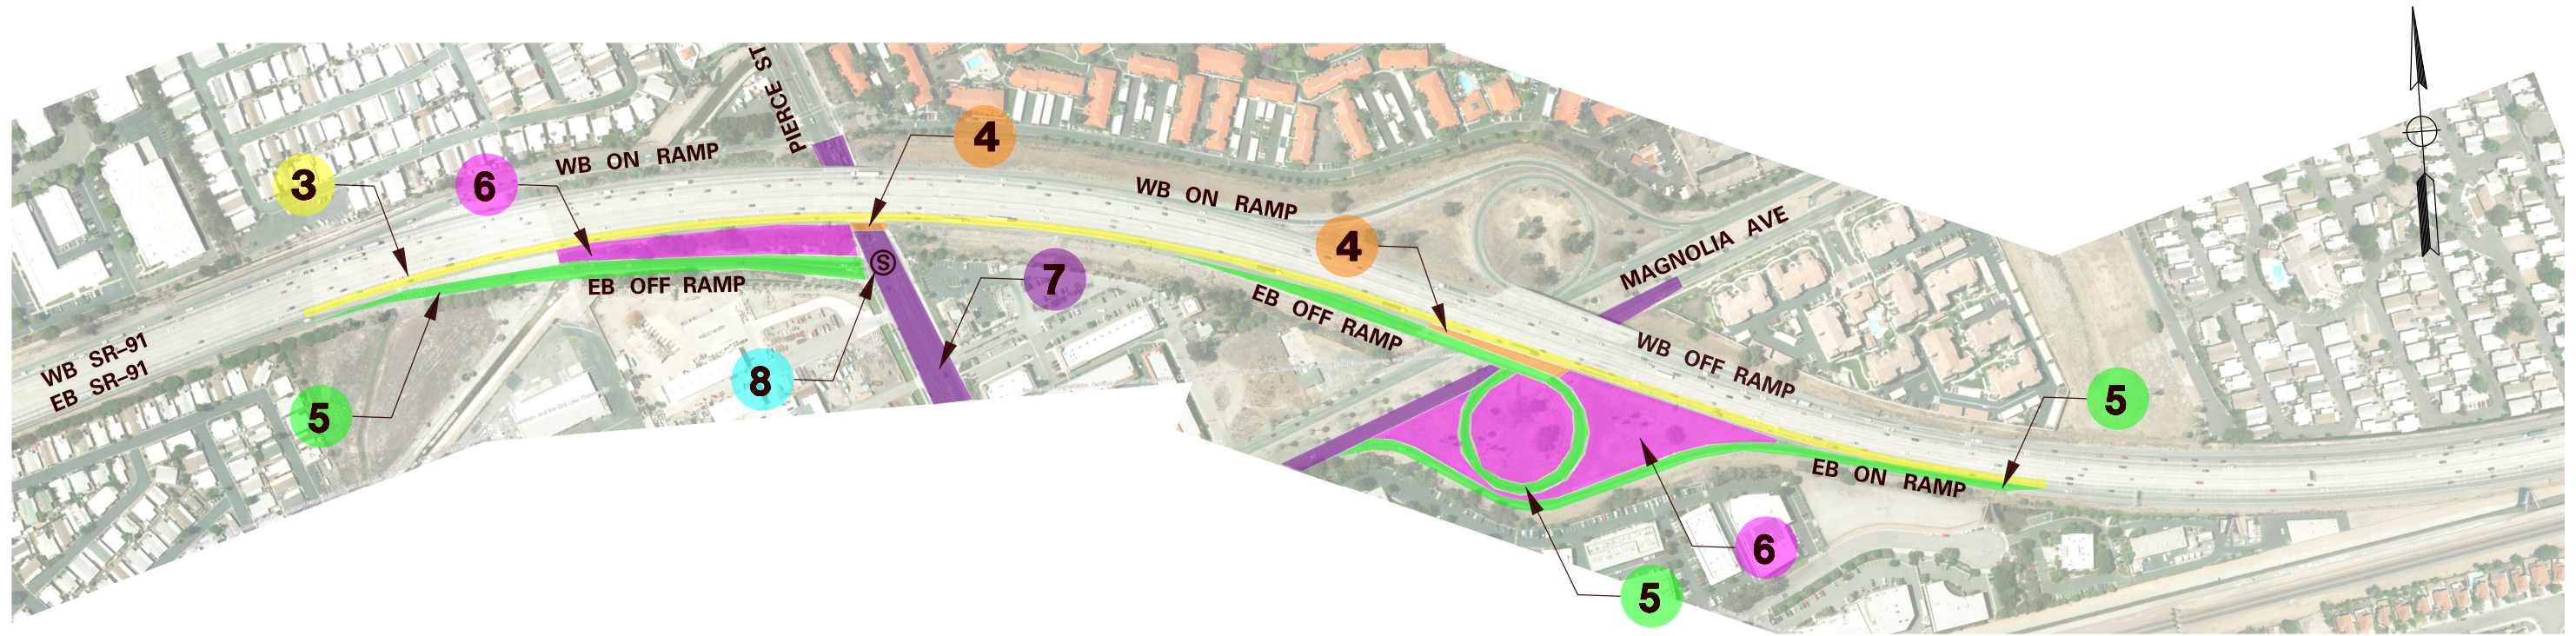 PIERCE ST
4
WB ON RAMP
3
6
WB ON RAMP
MAGNOLIA AVE
4
S
7
EB OFF RAMP
EB OFF RAMP
WB OFF RAMP
WB SR-91
EB SR-91
8
5
5
EB ON RAMP
6
5